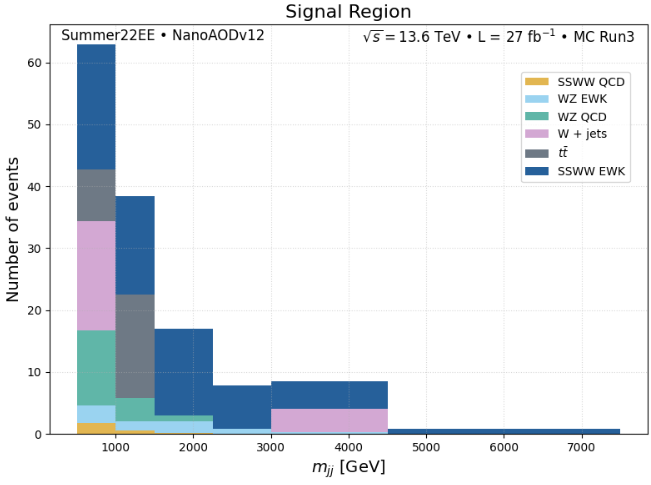 Signal Region
Summer22EE • NanoAODv12
√s = 13.6 TeV • L = 27 fb⁻¹ • MC Run3
SSWW QCD
WZ EWK
WZ QCD
W + jets
tt̄
SSWW EWK
Number of events
60
50
40
30
20
10
0
1000 2000 3000 4000 5000 6000 7000
m_jj [GeV]